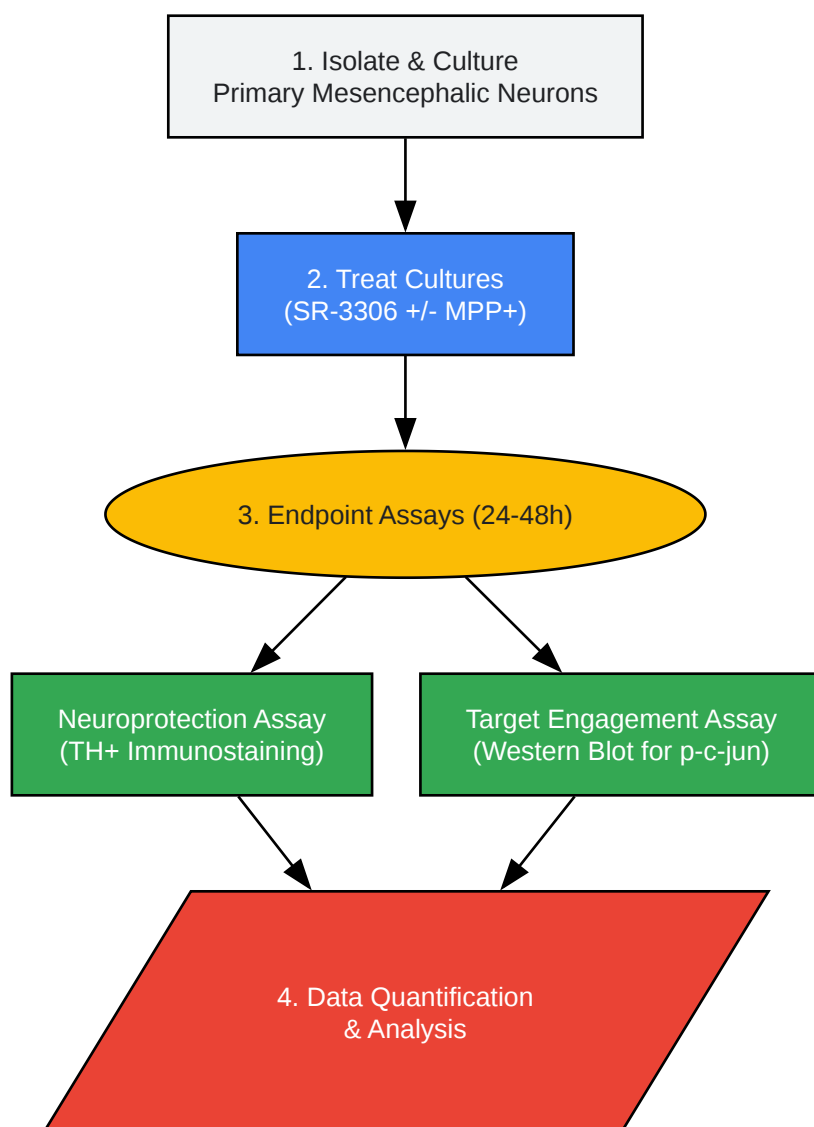 1. Isolate & Culture
Primary Mesencephalic Neurons
2. Treat Cultures
(SR-3306 +/- MPP+)
3. Endpoint Assays (24-48h)
Neuroprotection Assay
(TH+ Immunostaining)
Target Engagement Assay
(Western Blot for p-c-jun)
4. Data Quantification
& Analysis